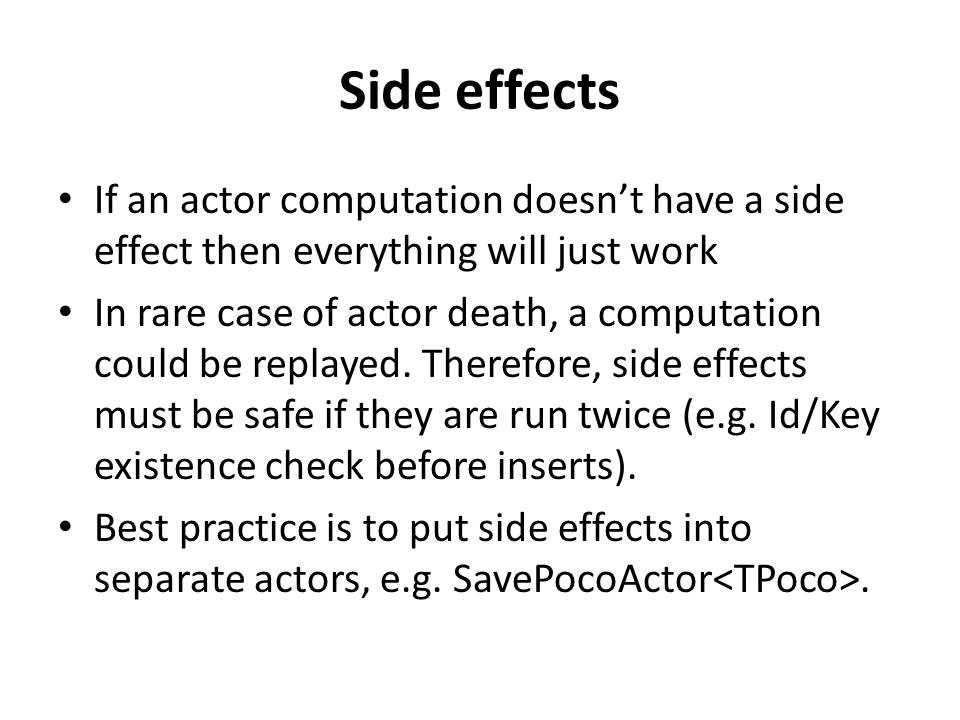 Side effects
• If an actor computation doesn’t have a side
effect then everything will just work
• In rare case of actor death, a computation
could be replayed. Therefore, side effects
must be safe if they are run twice (e.g. Id/Key
existence check before inserts).
• Best practice is to put side effects into
separate actors, e.g. SavePocoActor<TPoco>.